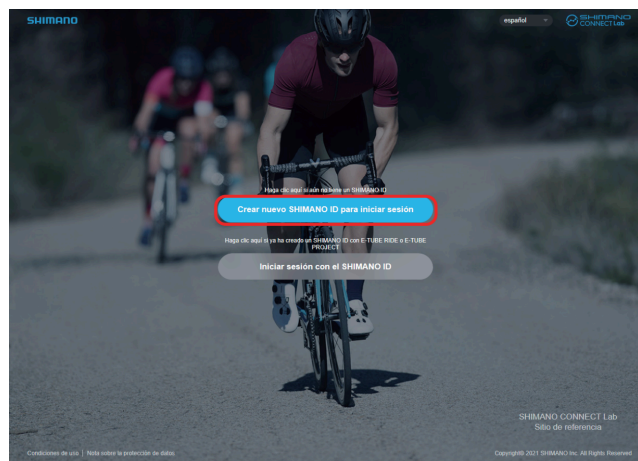 SHIMANO
español
SHIMANO
CONNECT Lab
Haga clic aquí si aún no tiene un SHIMANO ID
Crear nuevo SHIMANO ID para iniciar sesión
Haga clic aquí si ya ha creado un SHIMANO ID con E-TUBE RIDE o E-TUBE
PROJECT
Iniciar sesión con el SHIMANO ID
SHIMANO CONNECT Lab
Sitio de referencia
Condiciones de uso | Nota sobre la protección de datos
Copyright© 2021 SHIMANO Inc. All Rights Reserved